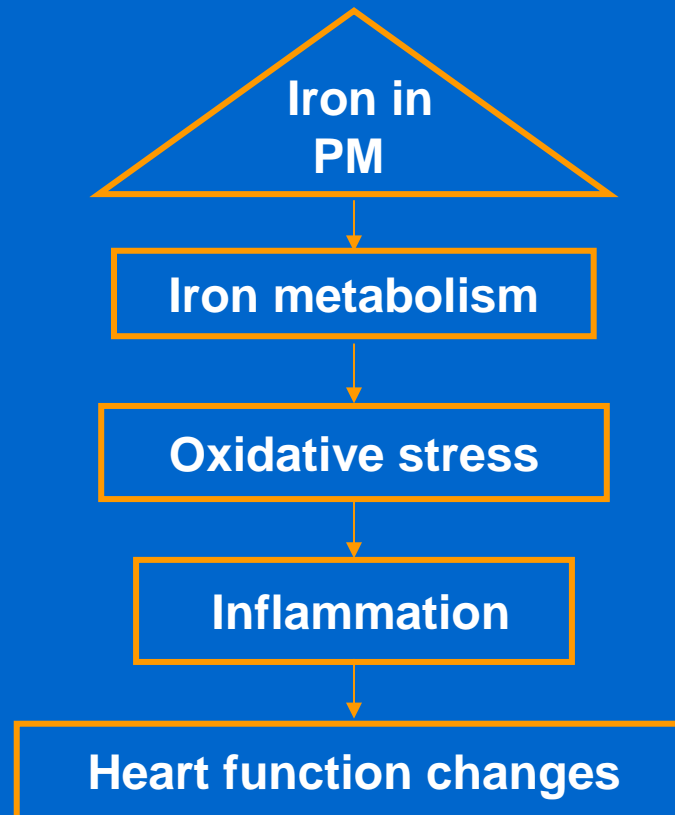 Iron in
PM
Iron metabolism
Oxidative stress
Inflammation
Heart function changes